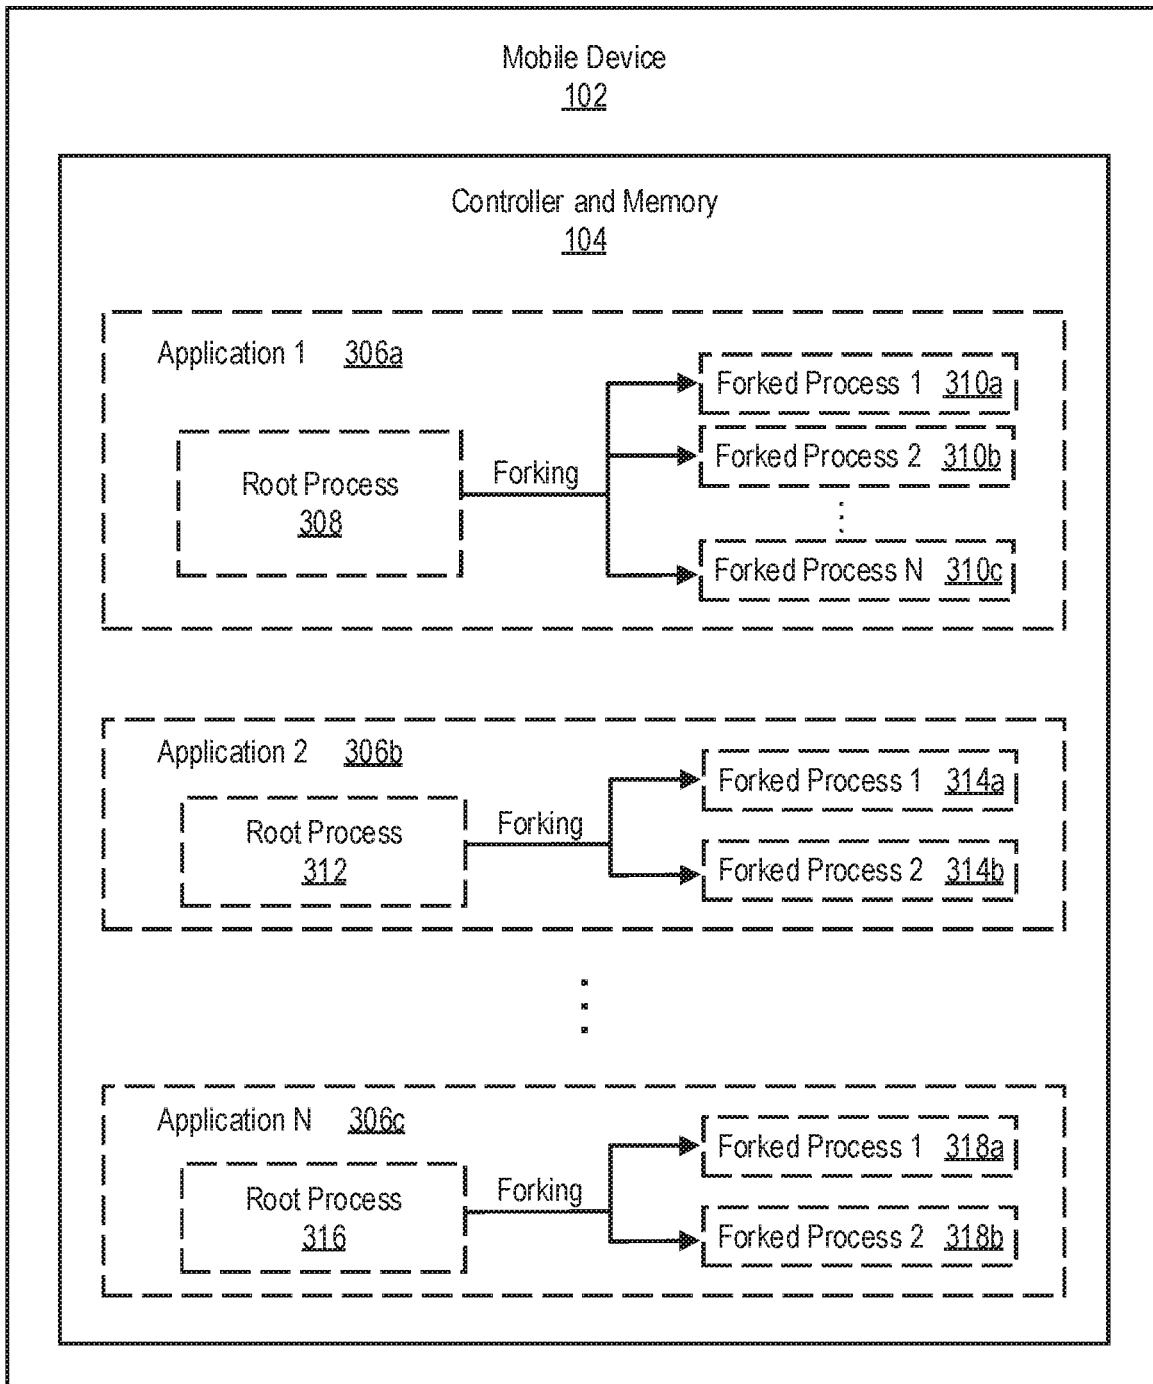 Mobile Device
102
Controller and Memory
104
Application 1 306a
Root Process
308
Forking
Forked Process 1 310a
Forked Process 2 310b
Forked Process N 310c
Application 2 306b
Root Process
312
Forking
Forked Process 1 314a
Forked Process 2 314b
Application N 306c
Root Process
316
Forking
Forked Process 1 318a
Forked Process 2 318b